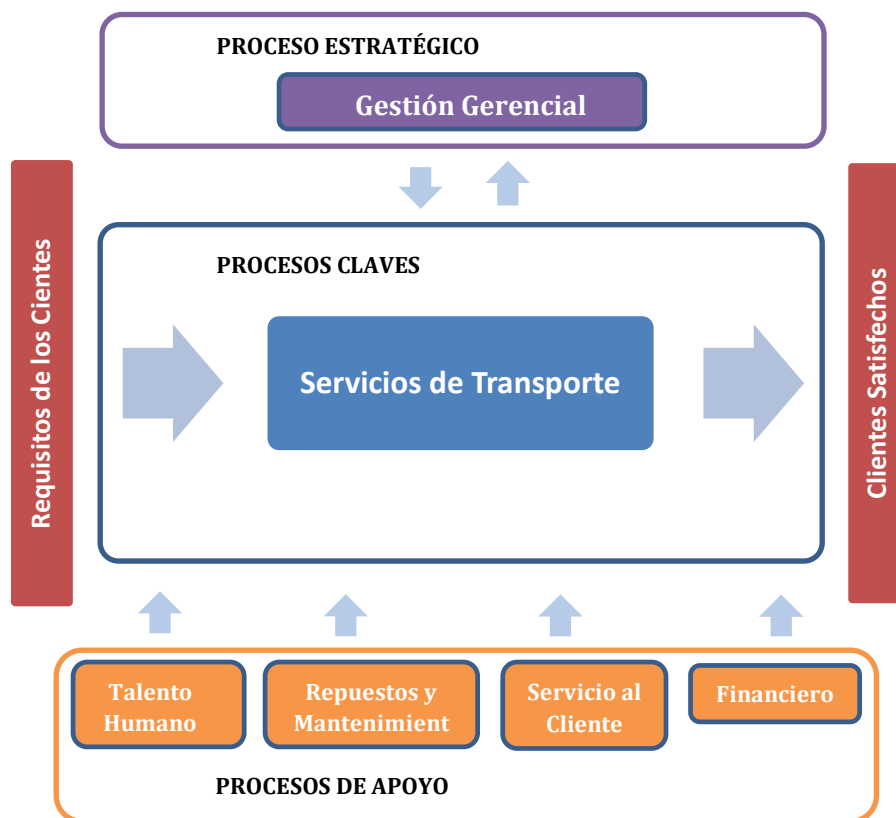 PROCESO ESTRATÉGICO
Gestión Gerencial
Requisitos de los Cientes
PROCESOS CLAVES
Servicios de Transporte
Clientes Satisfechos
Talento
Humano
Repuestos y
Mantenimient
Servicio al
Cliente
Financiero
PROCESOS DE APOYO